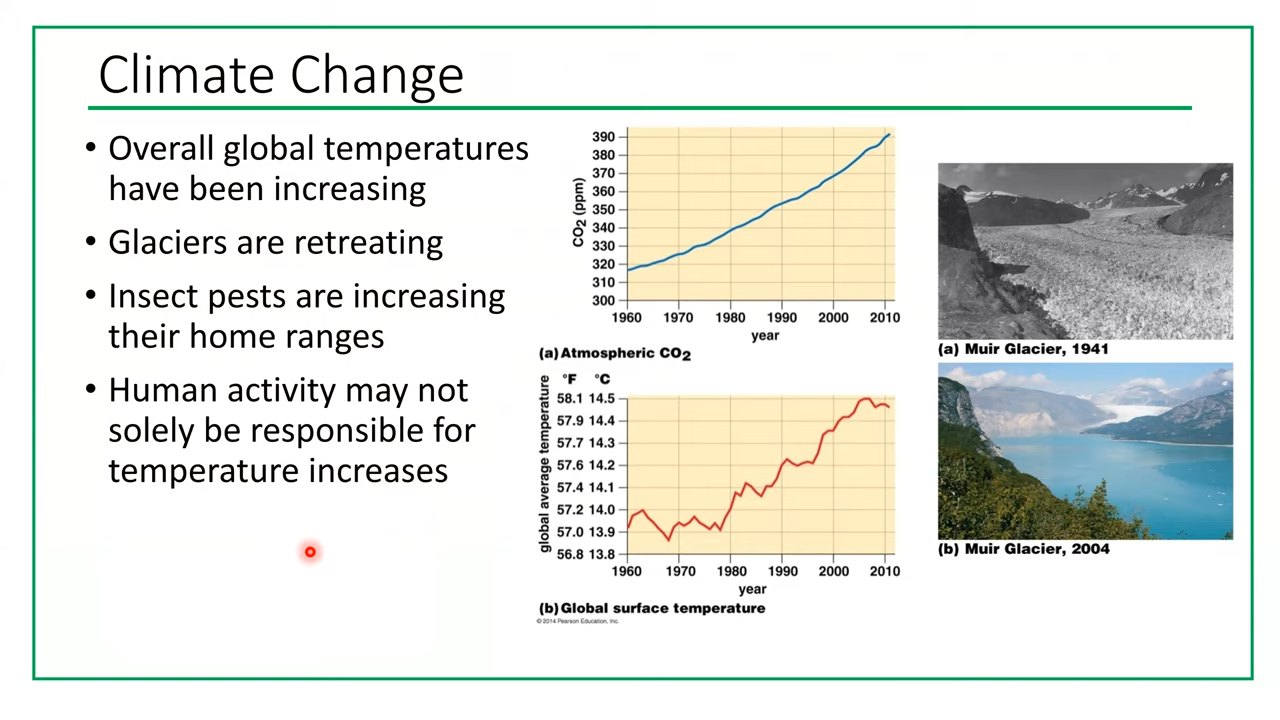 Climate Change
• Overall global temperatures
have been increasing
• Glaciers are retreating
• Insect pests are increasing
their home ranges
• Human activity may not
solely be responsible for
temperature increases
390
380
370
360
350
340
330
320
310
300
CO2 (ppm)
1960 1970 1980 1990 2000 2010
year
(a) Atmospheric CO2
°F °C
58.1 14.5
57.9 14.4
57.7 14.3
57.6 14.2
57.4 14.1
57.2 14.0
57.0 13.9
56.8 13.8
global average temperature
1960 1970 1980 1990 2000 2010
year
(b) Global surface temperature
© 2014 Pearson Education, Inc.
(a) Muir Glacier, 1941
(b) Muir Glacier, 2004